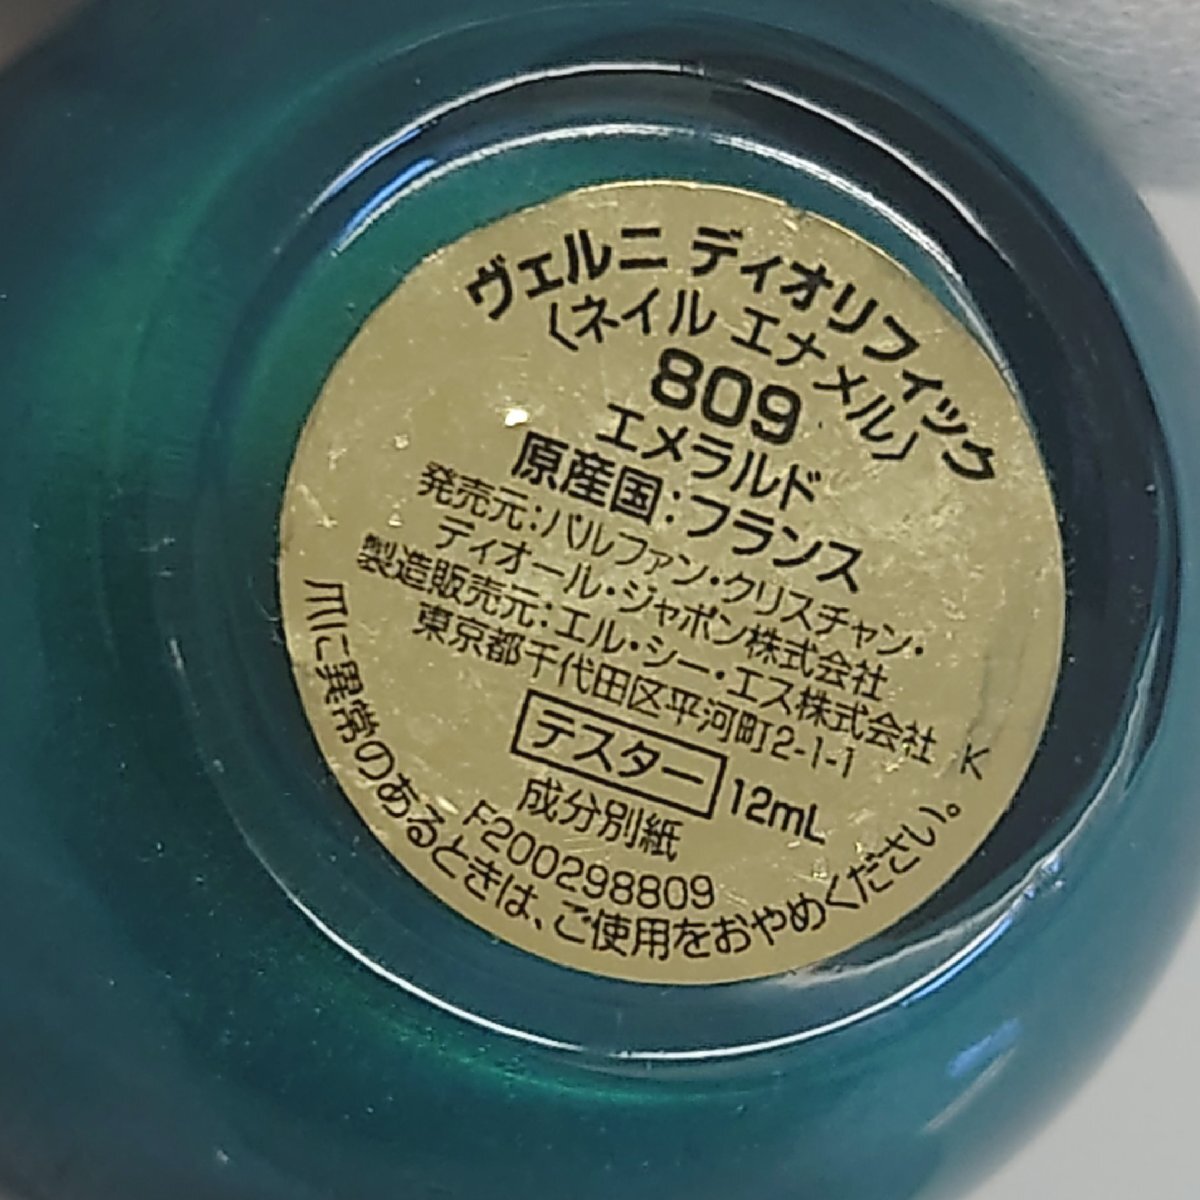 ヴェルニ ディオリフィック
〈ネイル エナメル〉
809
エメラルド
原産国：フランス
発売元：パルファン・クリスチャン・
ディオール・ジャポン株式会社
製造販売元：エル・シー・エス株式会社
東京都千代田区平河町2-1-1 K
テスター 12mL
成分別紙
F200298809
爪に異常のあるときは、ご使用をおやめください。